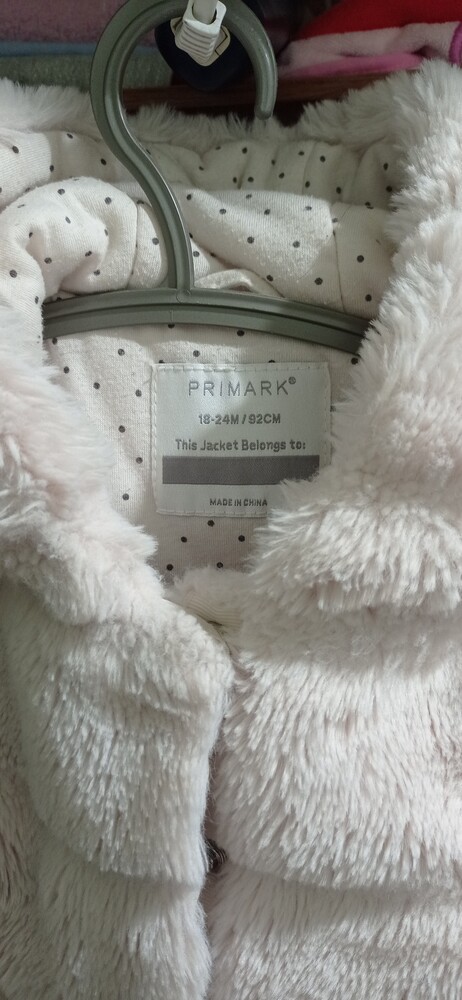 PRIMARK®
18-24M / 92CM
This Jacket Belongs to:
MADE IN CHINA